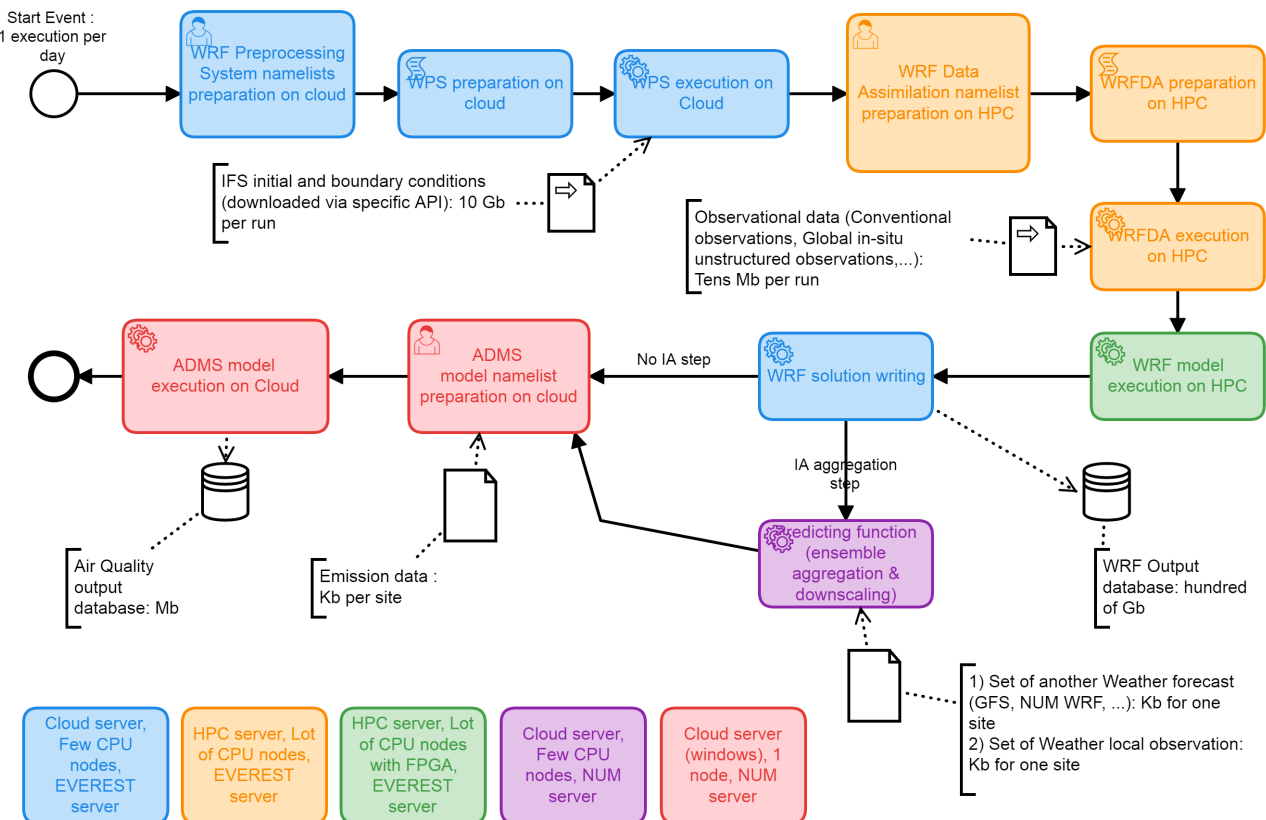 Start Event :
1 execution per
day
WRF Preprocessing
System namelists
preparation on cloud
WPS preparation on
cloud
WPS execution on
Cloud
WRF Data
Assimilation namelist
preparation on HPC
WRFDA preparation
on HPC
IFS initial and boundary conditions
(downloaded via specific API): 10 Gb
per run
Observational data (Conventional
observations, Global in-situ
unstructured observations,...):
Tens Mb per run
WRFDA execution
on HPC
ADMS model
execution on Cloud
ADMS
model namelist
preparation on cloud
No IA step
WRF solution writing
WRF model
execution on HPC
IA aggregation
step
Predicting function
(ensemble
aggregation &
downscaling)
Air Quality
output
database: Mb
Emission data :
Kb per site
WRF Output
database: hundred
of Gb
1) Set of another Weather forecast
(GFS, NUM WRF, ...): Kb for one
site
2) Set of Weather local observation:
Kb for one site
Cloud server,
Few CPU
nodes,
EVEREST
server
HPC server, Lot
of CPU nodes,
EVEREST
server
HPC server, Lot
of CPU nodes
with FPGA,
EVEREST
server
Cloud server,
Few CPU
nodes, NUM
server
Cloud server
(windows), 1
node, NUM
server